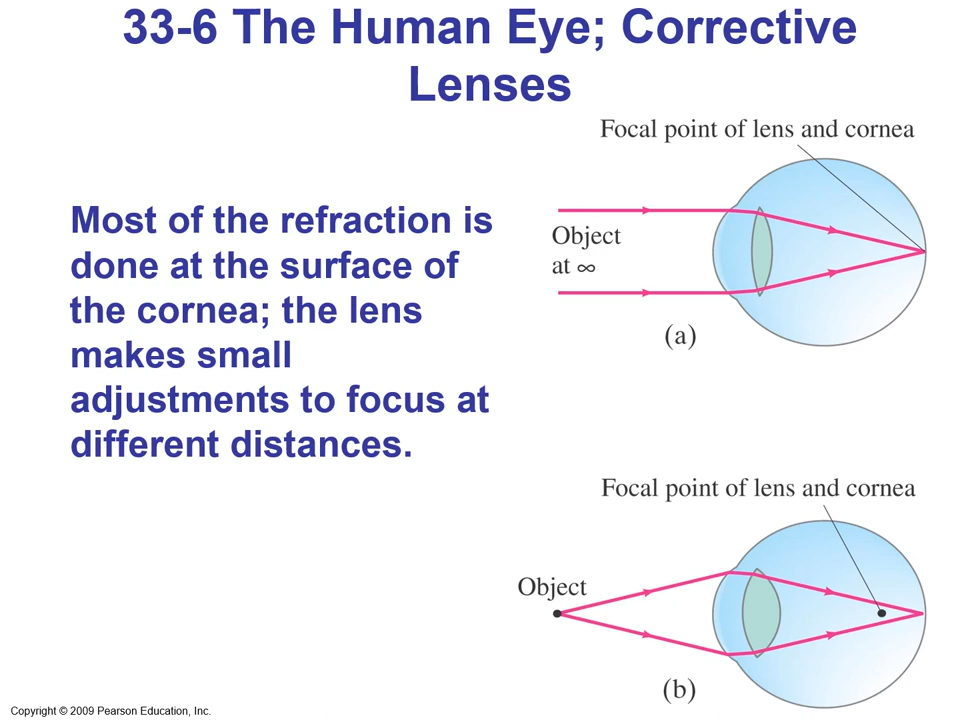 33-6 The Human Eye; Corrective
Lenses
Focal point of lens and cornea
Most of the refraction is
done at the surface of
the cornea; the lens
makes small
adjustments to focus at
different distances.
Object
at ∞
(a)
Focal point of lens and cornea
Object
(b)
Copyright © 2009 Pearson Education, Inc.